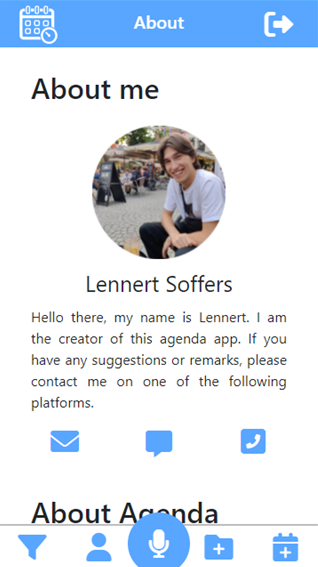 About
About me
Lennert Soffers
Hello there, my name is Lennert. I am
the creator of this agenda app. If you
have any suggestions or remarks, please
contact me on one of the following
platforms.
About Agenda